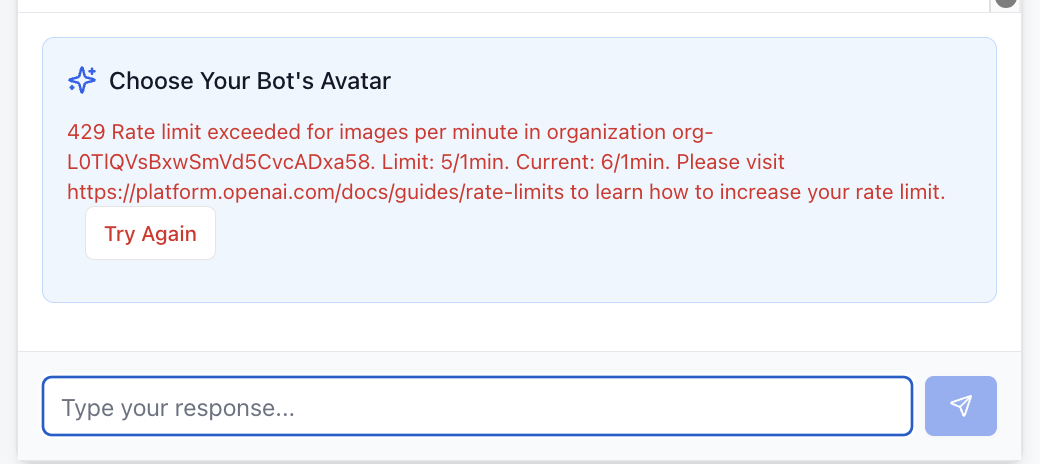 Choose Your Bot's Avatar
429 Rate limit exceeded for images per minute in organization org-
L0TlQVsBxwSmVd5CvcADxa58. Limit: 5/1min. Current: 6/1min. Please visit
https://platform.openai.com/docs/guides/rate-limits to learn how to increase your rate limit.
Try Again
Type your response...